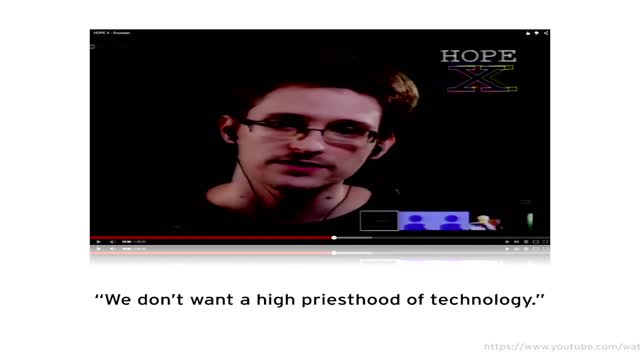 HOPE X - Snowden
HOPE
X
“We don’t want a high priesthood of technology.”
https://www.youtube.com/wat